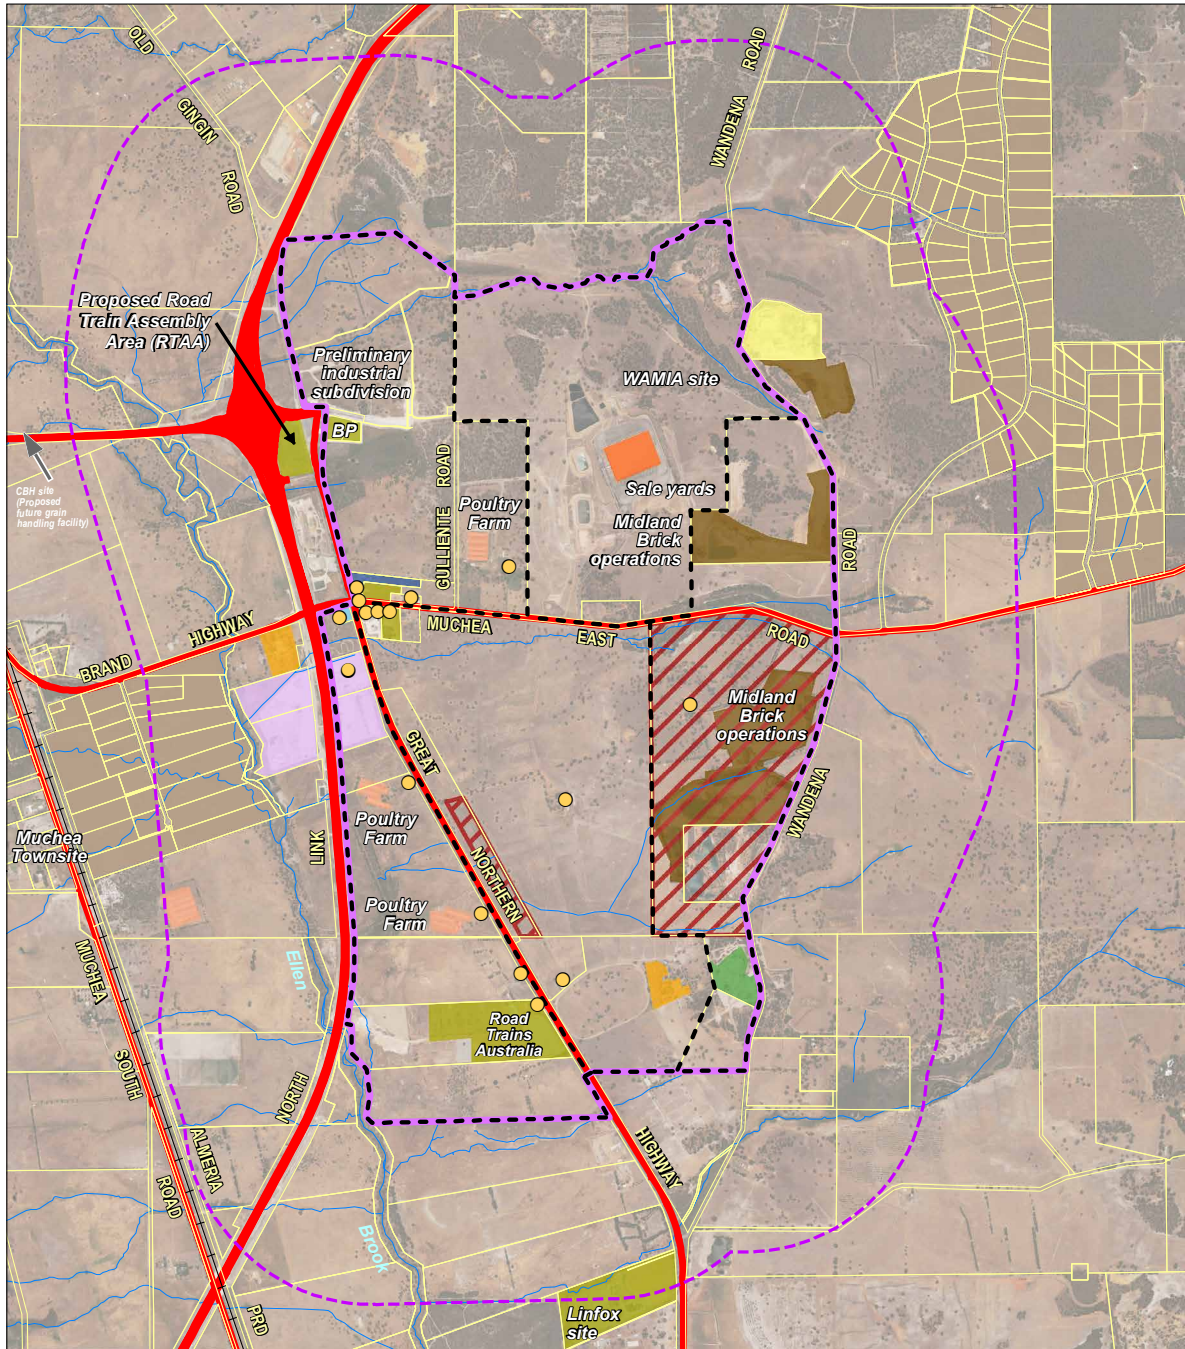 OLD
GINGIN
ROAD
WANDENA
ROAD
Proposed Road
Train Assembly
Area (RTAA)
Preliminary
industrial
subdivision
WAMIA site
BP
CBH site
(Proposed
future grain
handling facility)
GULLIENTE ROAD
Poultry
Farm
Sale yards
Midland
Brick
operations
ROAD
BRAND
HIGHWAY
MUCHEA
EAST
ROAD
Midland
Brick
operations
GREAT
NORTHERN
HIGHWAY
WANDENA
LINK
Poultry
Farm
Muchea
Townsite
Poultry
Farm
MUCHEA
SOUTH
ROAD
Ellen
Brook
Road
Trains
Australia
NORTH
ALMERIA
PRD
Linfox
site